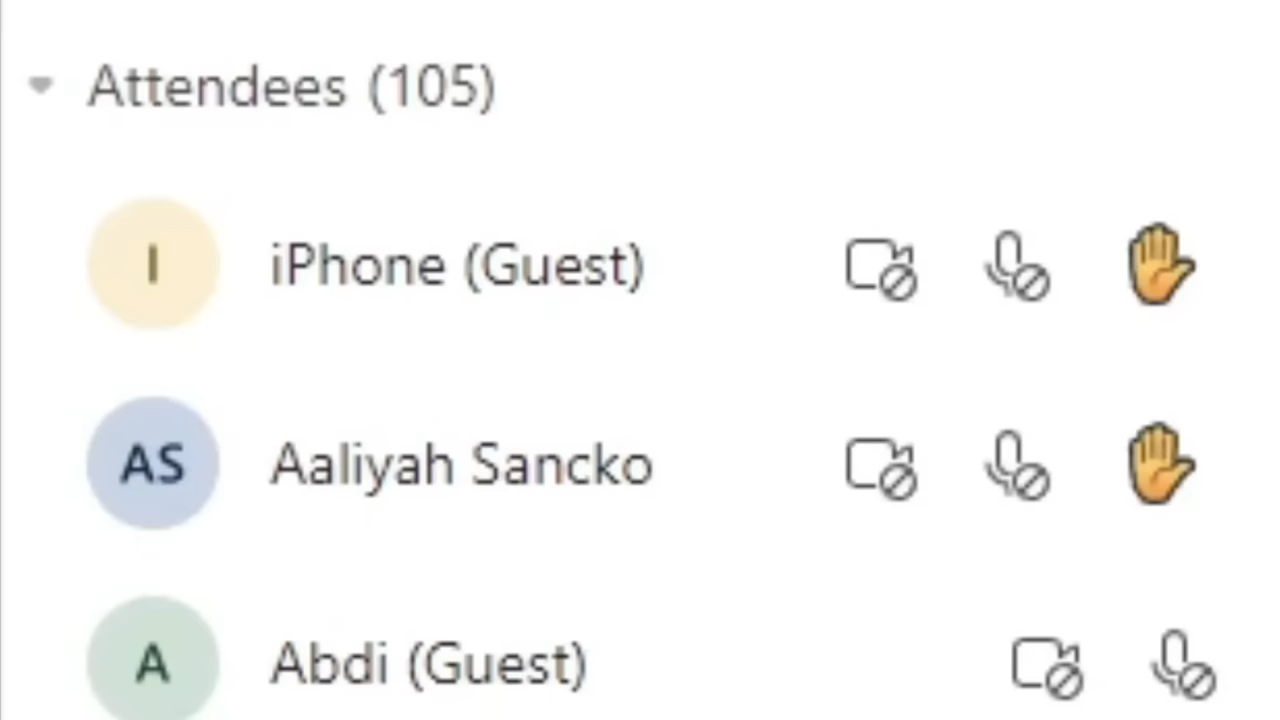 Attendees (105)
I iPhone (Guest)
AS Aaliyah Sancko
A Abdi (Guest)